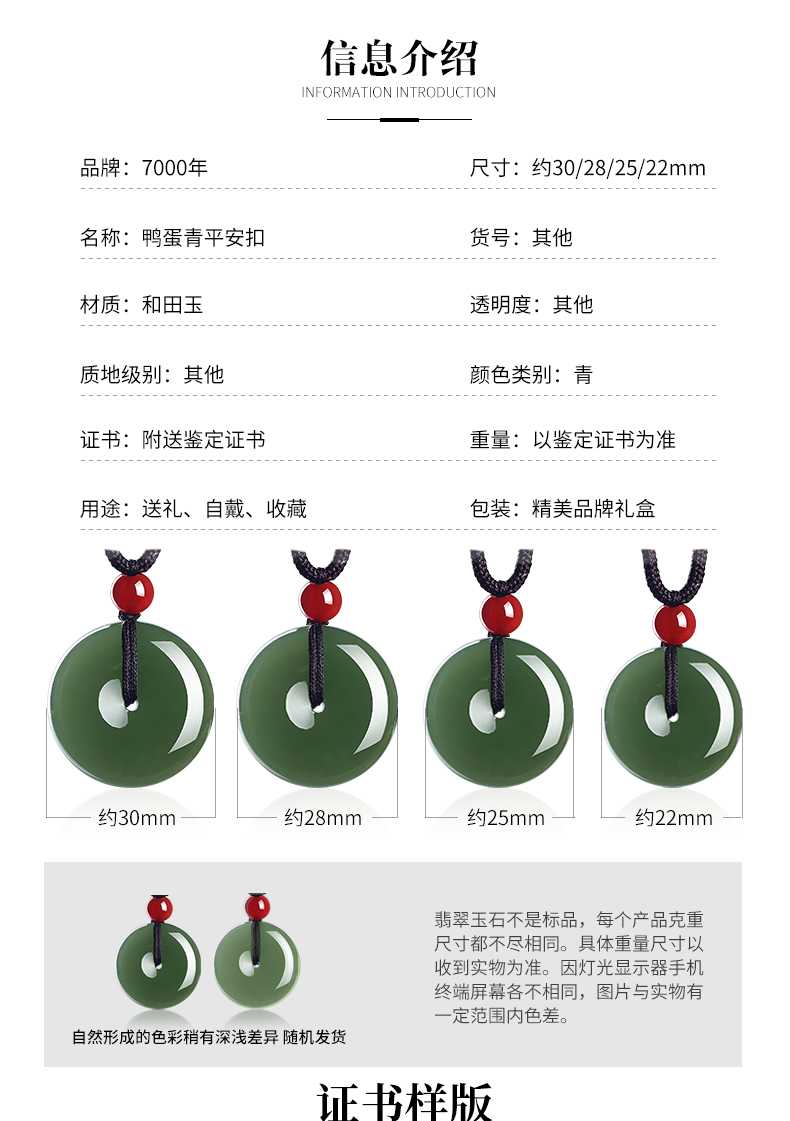 信息介绍
INFORMATION INTRODUCTION
品牌：7000年
尺寸：约30/28/25/22mm
名称：鸭蛋青平安扣
货号：其他
材质：和田玉
透明度：其他
质地级别：其他
颜色类别：青
证书：附送鉴定证书
重量：以鉴定证书为准
用途：送礼、自戴、收藏
包装：精美品牌礼盒
约30mm
约28mm
约25mm
约22mm
自然形成的色彩稍有深浅差异 随机发货
翡翠玉石不是标品，每个产品克重
尺寸都不尽相同。具体重量尺寸以
收到实物为准。因灯光显示器手机
终端屏幕各不相同，图片与实物有
一定范围内色差。
证书样版